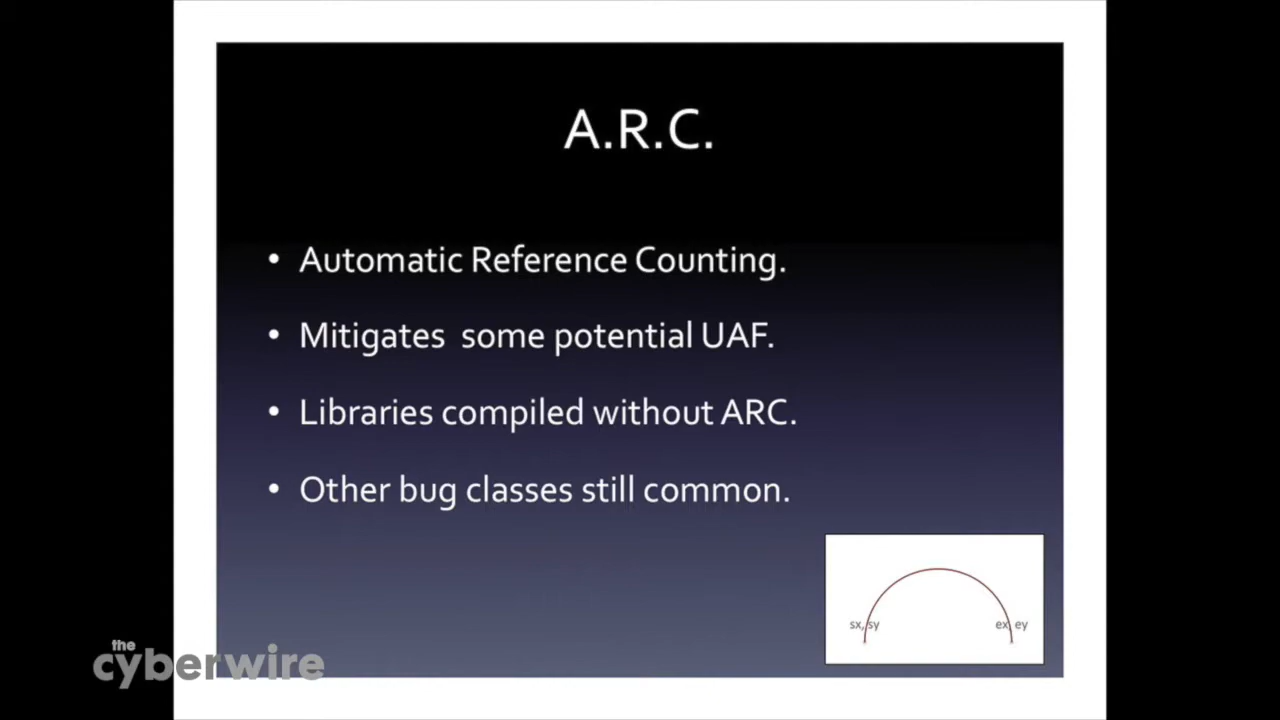 A.R.C.
• Automatic Reference Counting.
• Mitigates  some potential UAF.
• Libraries compiled without ARC.
• Other bug classes still common.
sx, sy
ex, ey
the
cyberwire